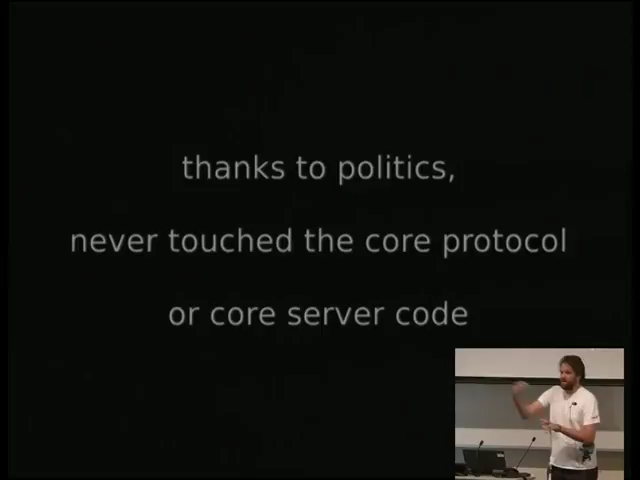 thanks to politics,
never touched the core protocol
or core server code